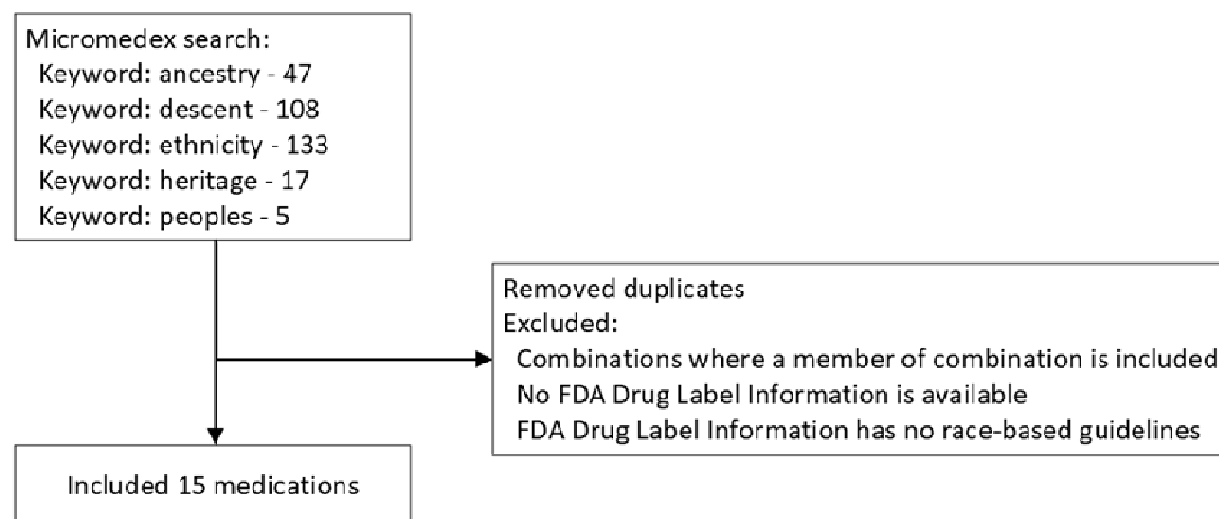 Micromedex search:
Keyword: ancestry - 47
Keyword: descent - 108
Keyword: ethnicity - 133
Keyword: heritage - 17
Keyword: peoples - 5
Removed duplicates
Excluded:
Combinations where a member of combination is included
No FDA Drug Label Information is available
FDA Drug Label Information has no race-based guidelines
Included 15 medications